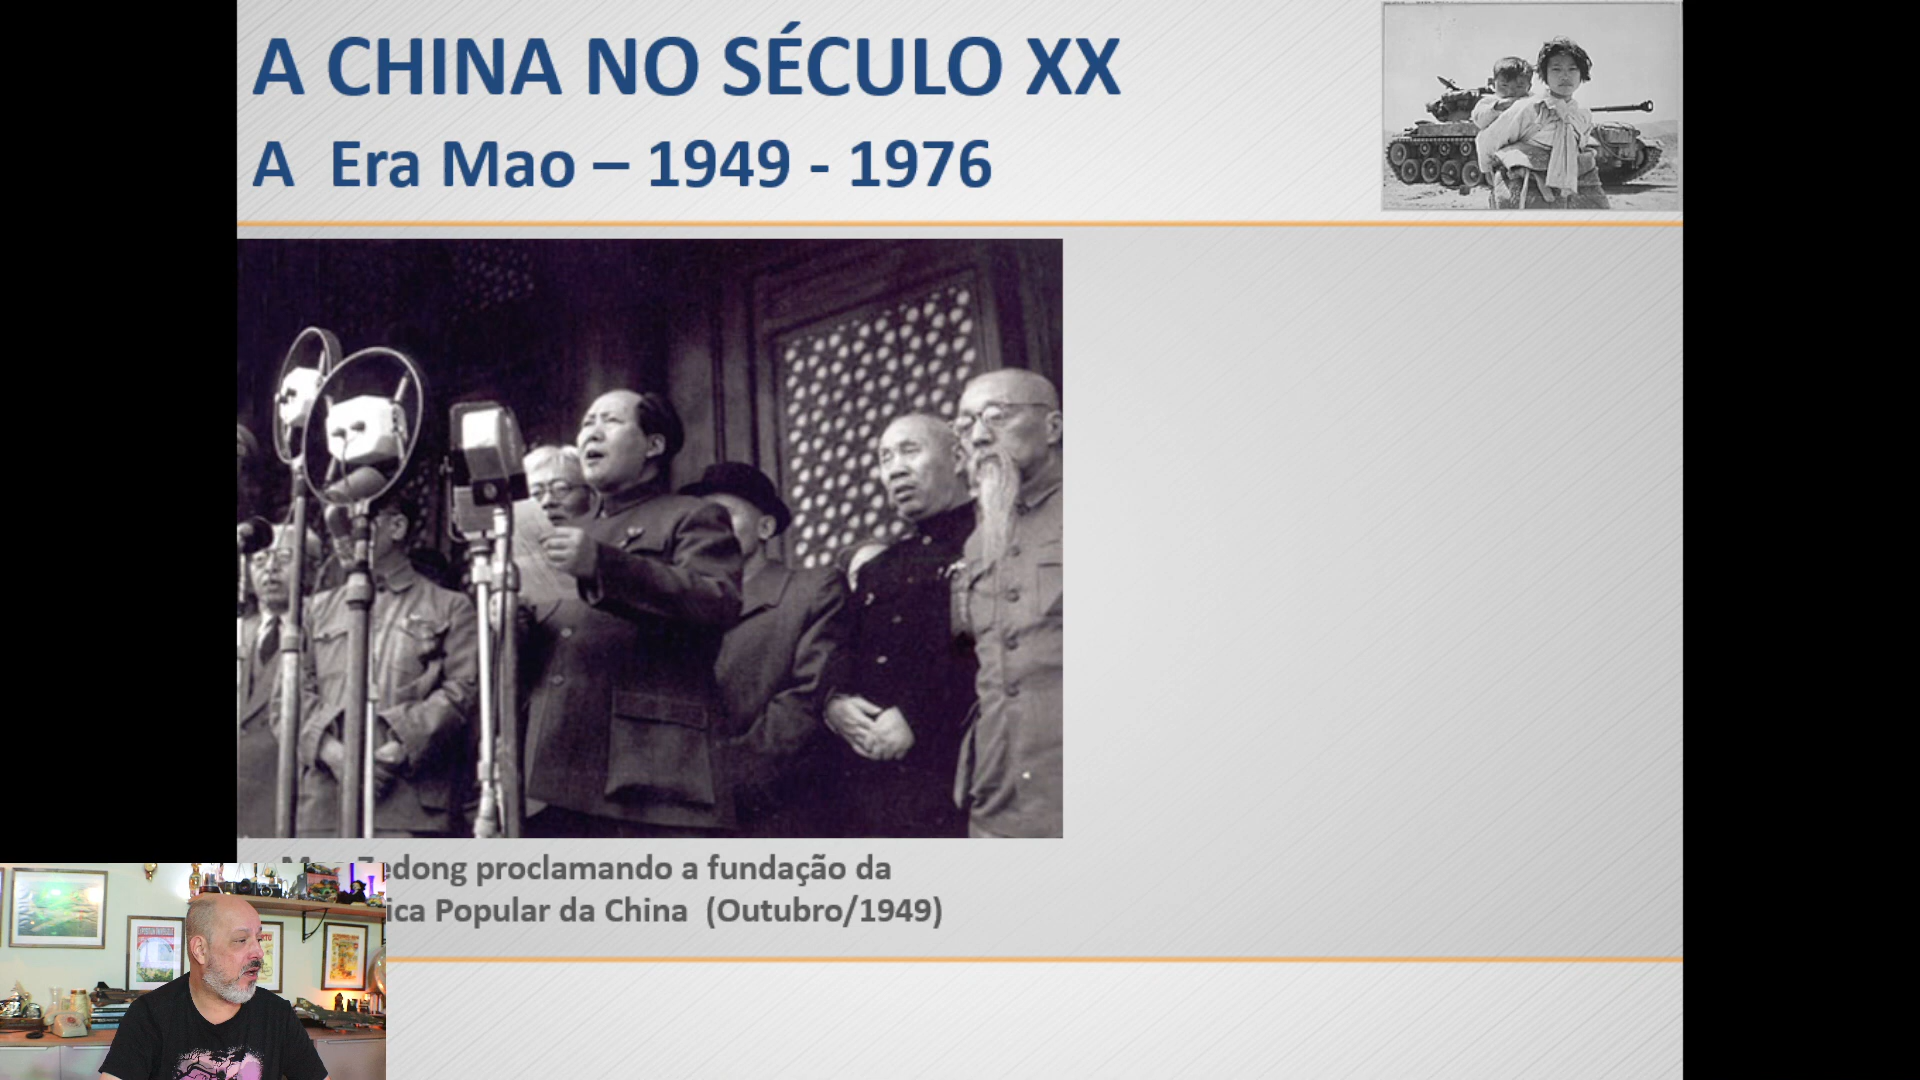 A CHINA NO SÉCULO XX
A Era Mao – 1949 - 1976
edong proclamando a fundação da
ica Popular da China (Outubro/1949)